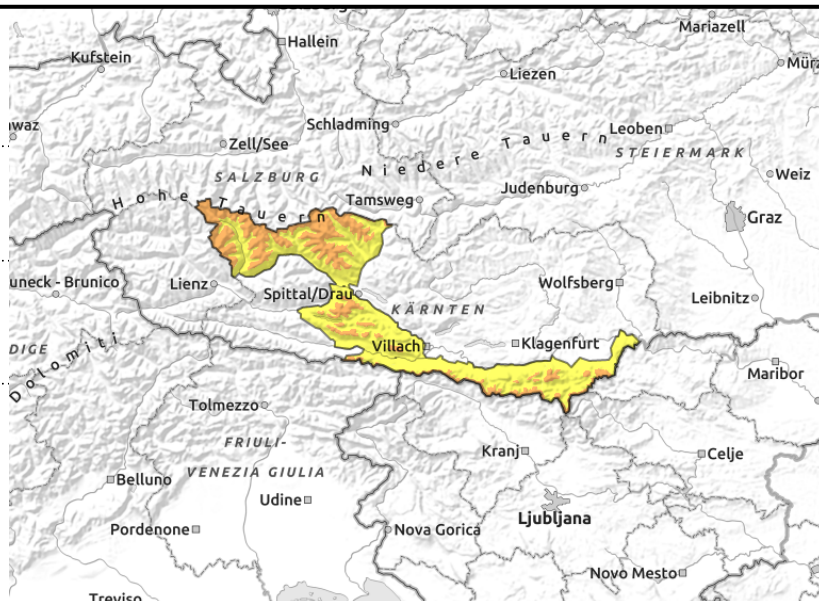 Hallein
Mariazell
Kufstein
Liezen
Schladming
Leoben
Zell/See
Niedere Tauern
STEIERMARK
SALZBURG
Weiz
Hohe Tauern
Tamsweg
Judenburg
Graz
Lienz
Wolfsberg
Spittal/Drau
KÄRNTEN
Leibnitz
uneck - Brunico
Villach
Klagenfurt
DIGE
Dolomiti
Maribor
Tolmezzo
FRIULI-
VENEZIA GIULIA
Kranj
Celje
Belluno
Udine
Ljubljana
Pordenone
Nova Gorica
Novo Mesto
Treviso